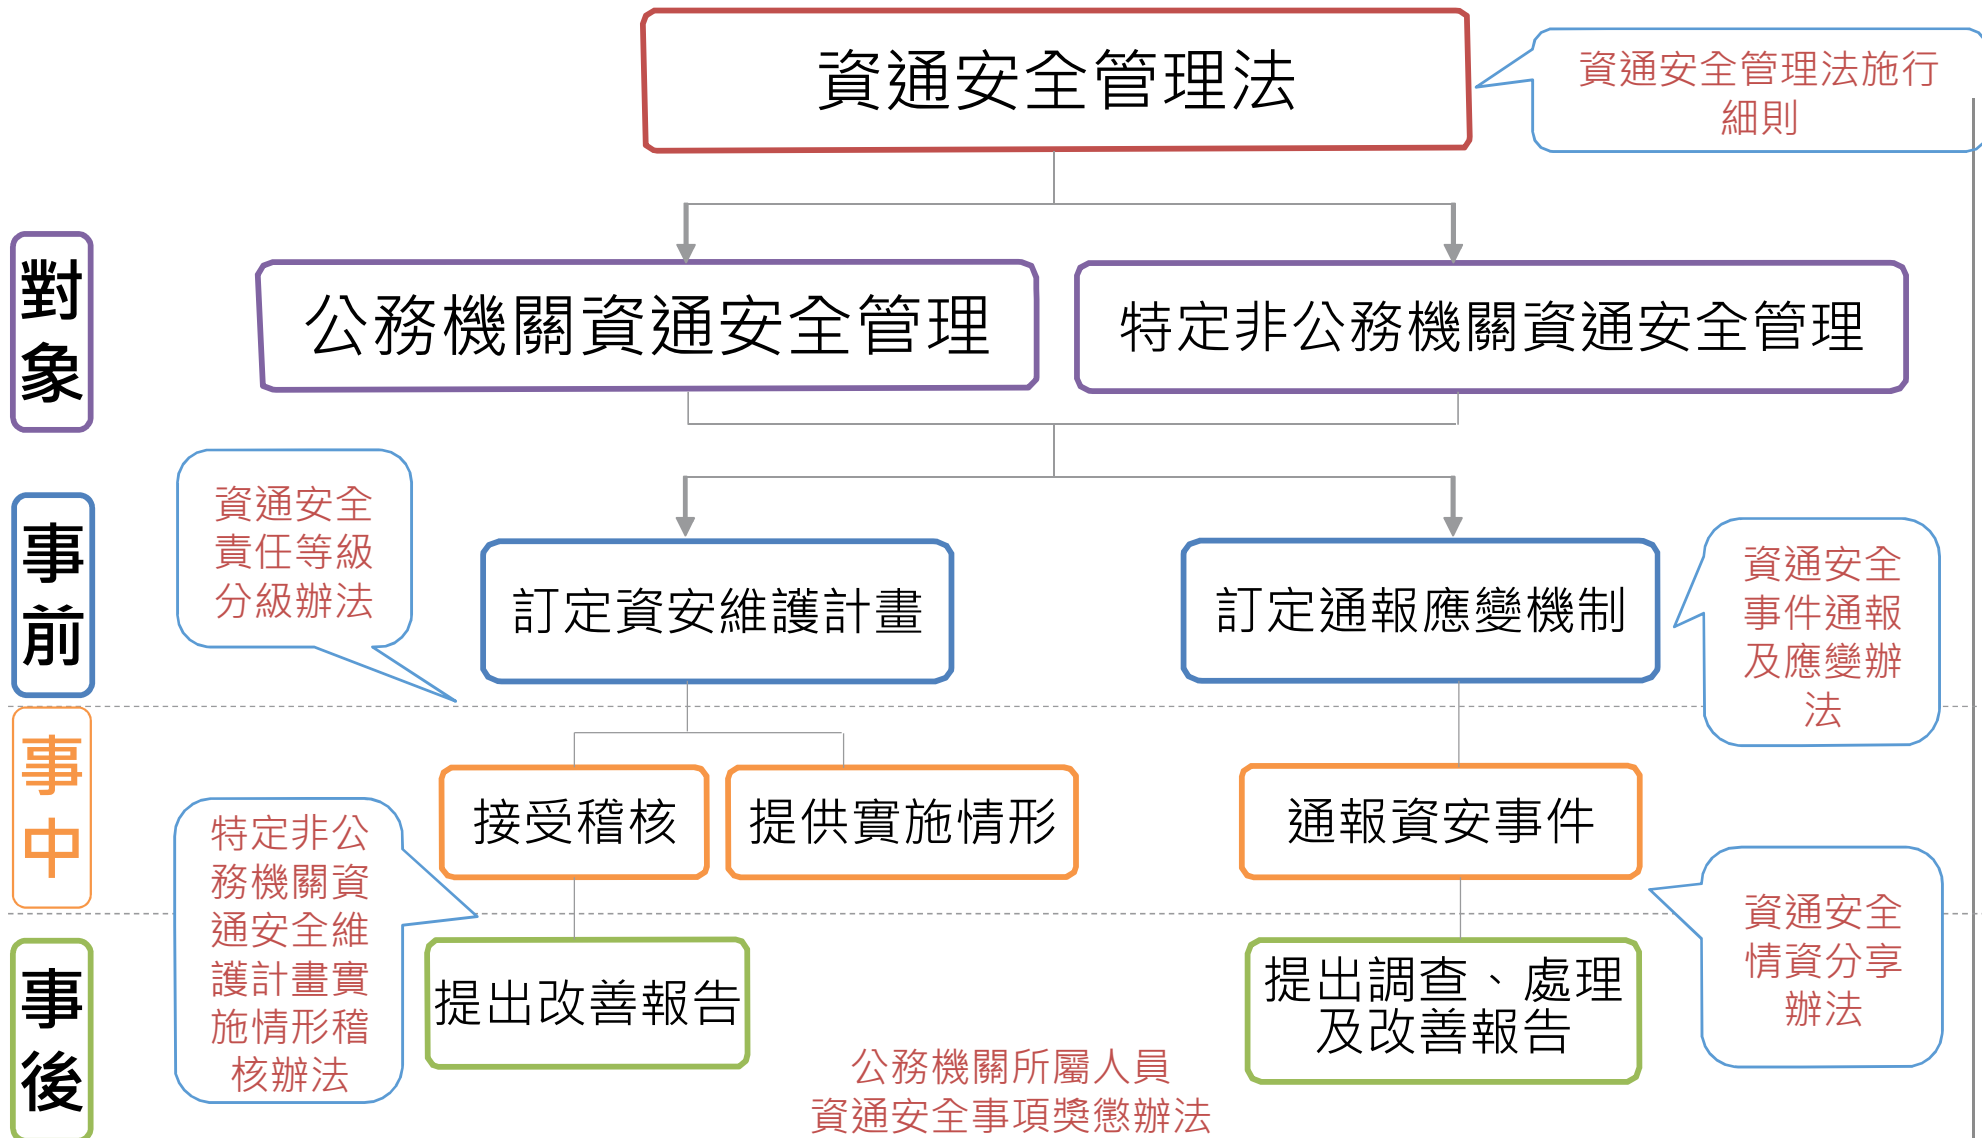 資通安全管理法
資通安全管理法施行
細則
對
象
公務機關資通安全管理
特定非公務機關資通安全管理
事
前
資通安全
責任等級
分級辦法
訂定資安維護計畫
訂定通報應變機制
資通安全
事件通報
及應變辦
法
事
中
接受稽核
提供實施情形
通報資安事件
特定非公
務機關資
通安全維
護計畫實
施情形稽
核辦法
資通安全
情資分享
辦法
事
後
提出改善報告
提出調查、處理
及改善報告
公務機關所屬人員
資通安全事項獎懲辦法